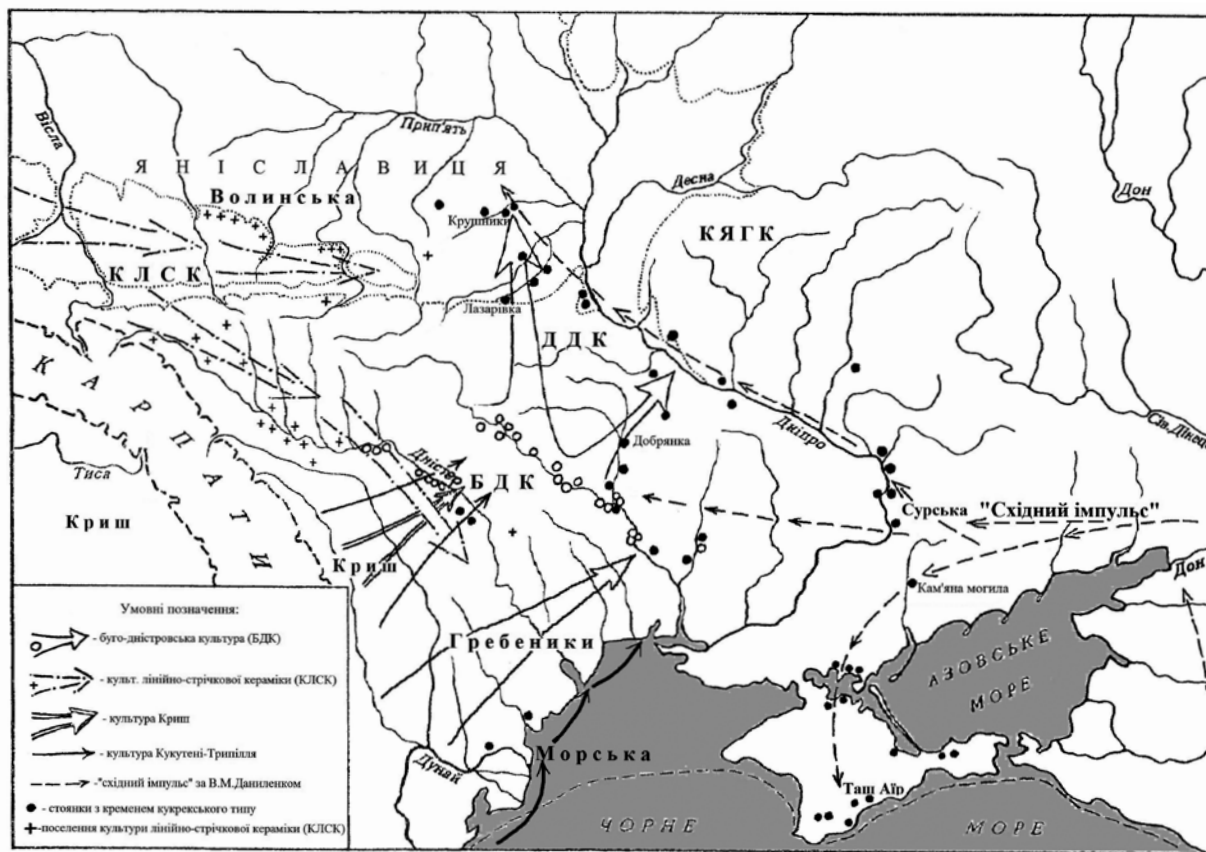 Прип'ять
Вісла
ЯНІСЛАВИЦЯ
Десна
Дон
Волинська
Крушники
КЯГК
КЛСК
Лазарівка
ДДК
КАРПАТИ
Добрянка
Дніпро
Сів. Дінець
Дністр
Тиса
БДК
Сурська "Східний імпульс"
Криш
Криш
Кам'яна могила
Дон
Гребеники
АЗОВСЬКЕ
МОРЕ
Морська
Дунай
Таш Аїр
ЧОРНЕ МОРЕ
Умовні позначення:
- буго-дністровська культура (БДК)
- культ. лінійно-стрічкової кераміки (КЛСК)
- культура Криш
- культура Кукутені-Трипілля
-"східний імпульс" за В.М.Даниленком
- стоянки з кременем кукрекського типу
-поселення культури лінійно-стрічкової кераміки (КЛСК)